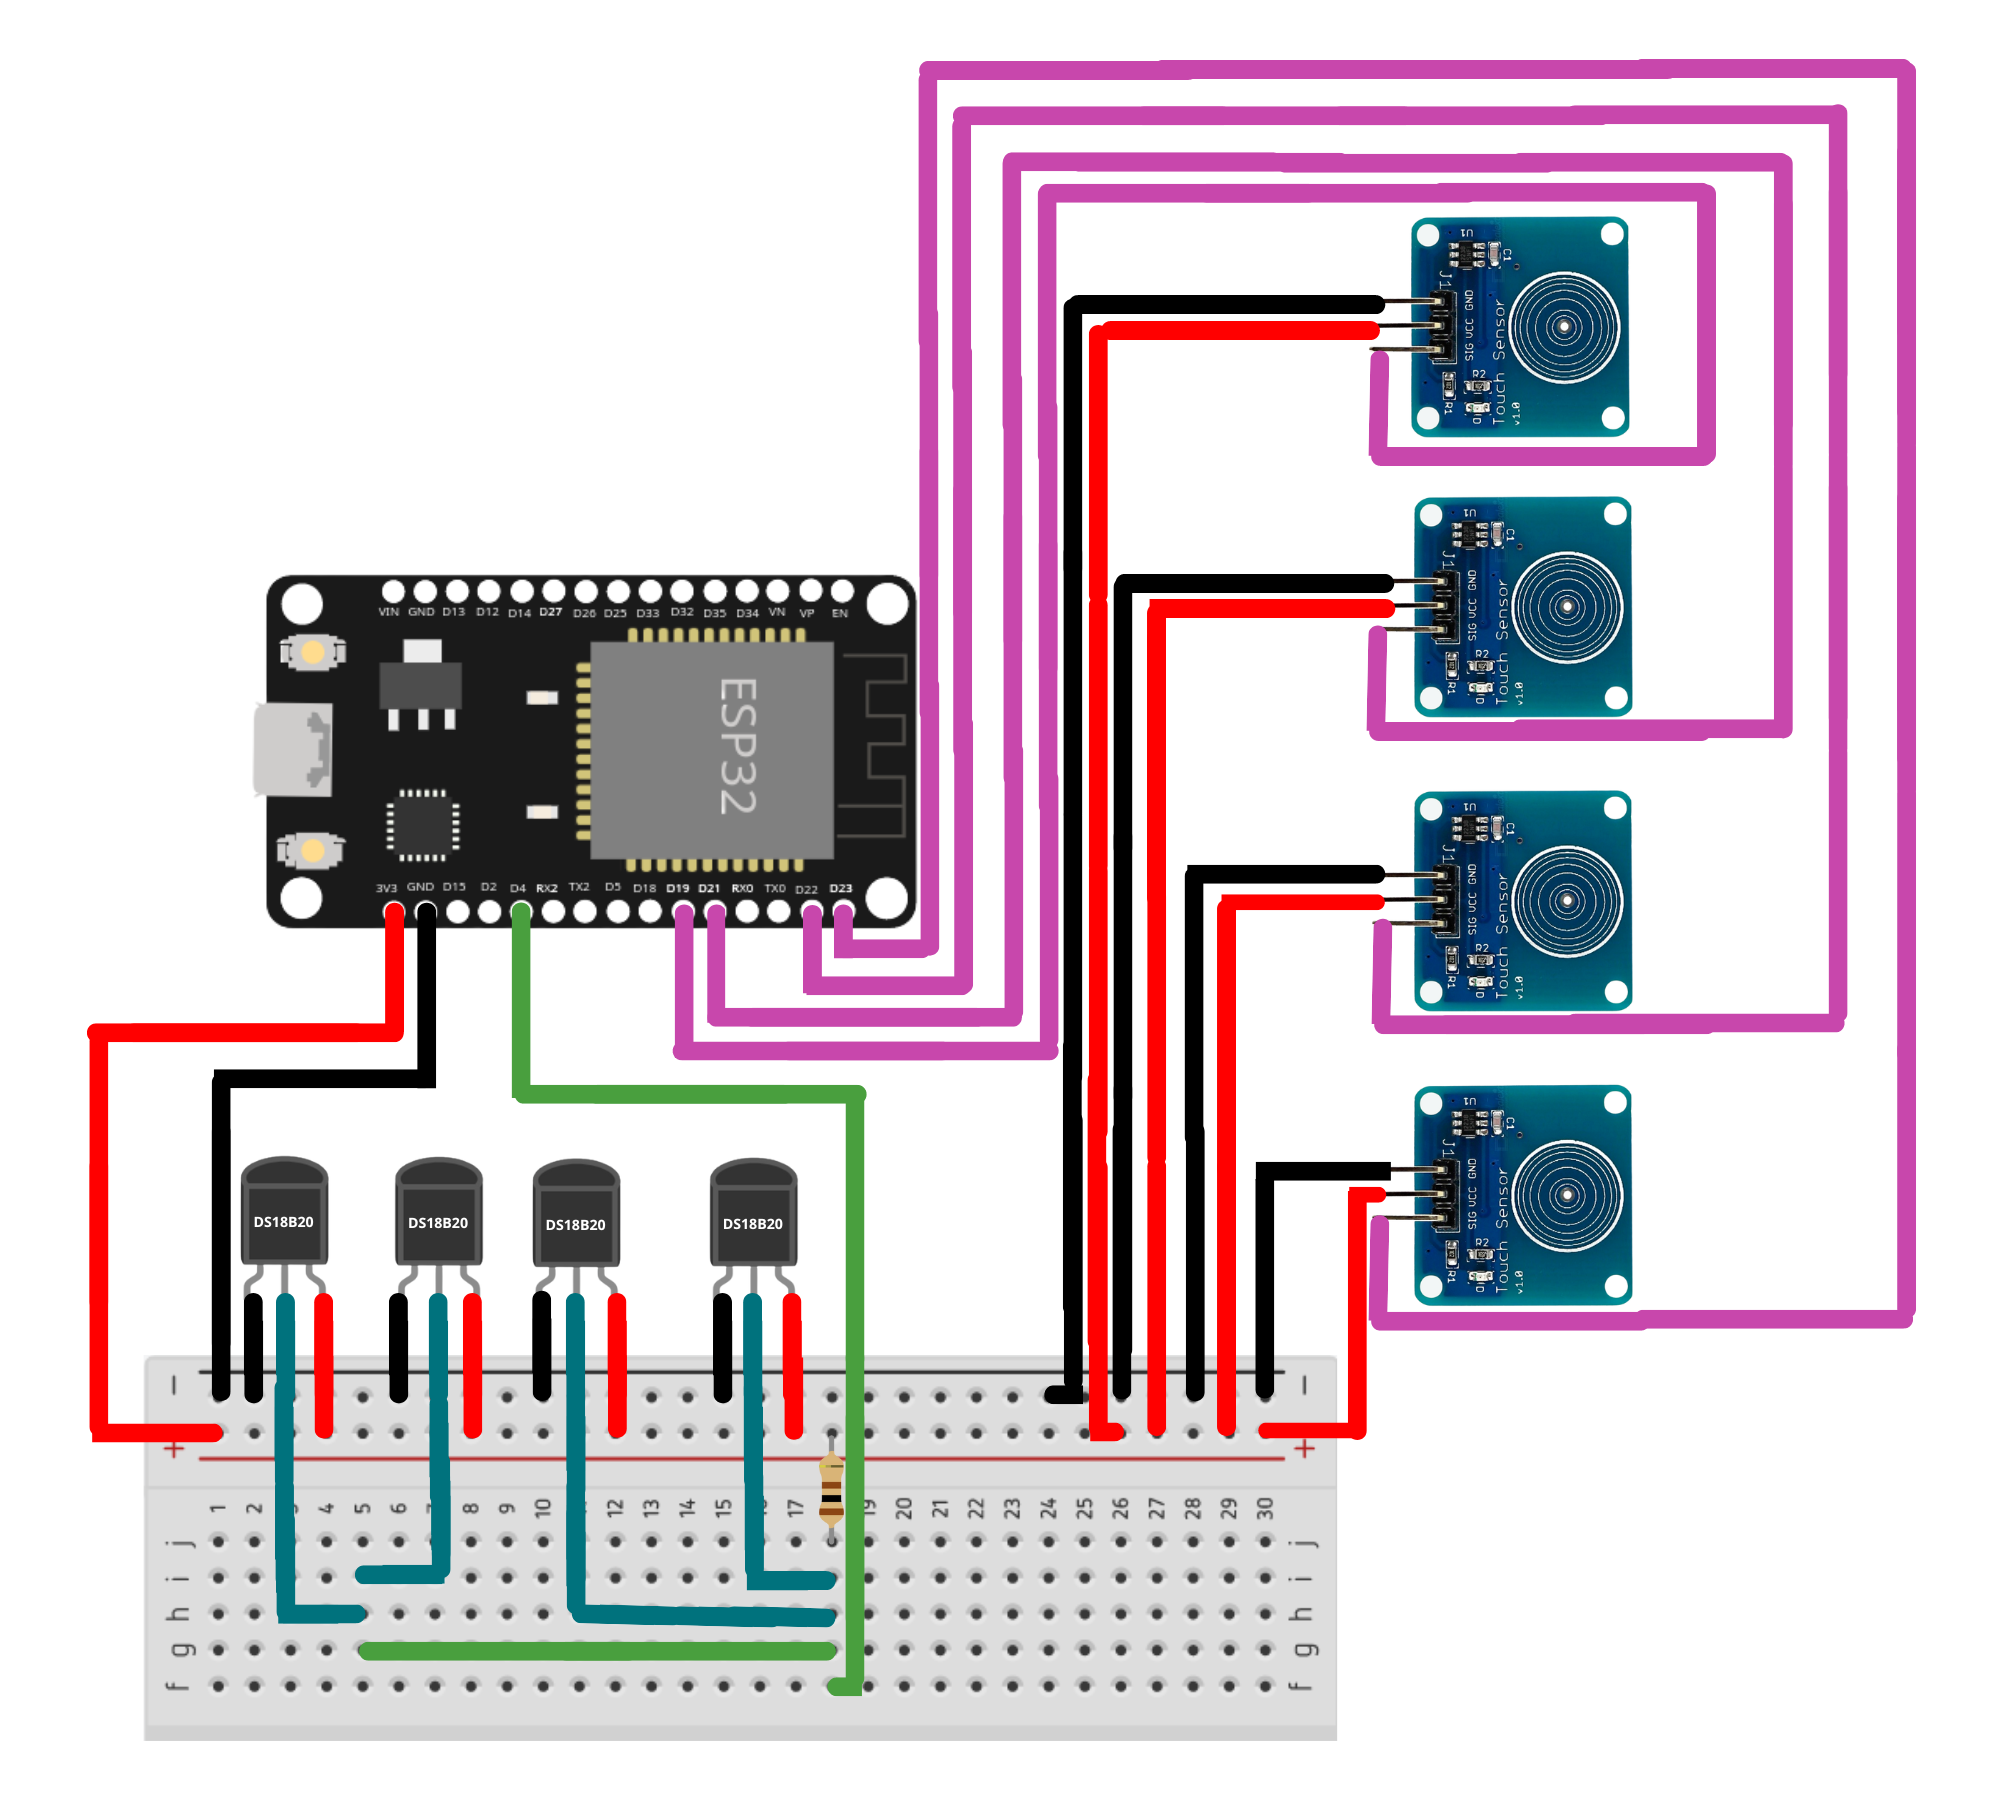 U1
C1
J1
SIG VCC GND
Touch Sensor
R2
R1
D
v1.0
U1
C1
J1
SIG VCC GND
Touch Sensor
R2
R1
D
v1.0
VIN GND D13 D12 D14 D27 D26 D25 D33 D32 D35 D34 VN VP EN
ESP32
3V3 GND D15 D2 D4 RX2 TX2 D5 D18 D19 D21 RX0 TX0 D22 D23
U1
C1
J1
SIG VCC GND
Touch Sensor
R2
R1
D
v1.0
U1
C1
J1
SIG VCC GND
Touch Sensor
R2
R1
D
v1.0
DS18B20 DS18B20 DS18B20 DS18B20
− −
+ +
1 2 4 5 6 8 9 10 12 13 14 15 17 19 20 21 22 23 24 25 26 27 28 29 30
j j
i i
h h
g g
f f